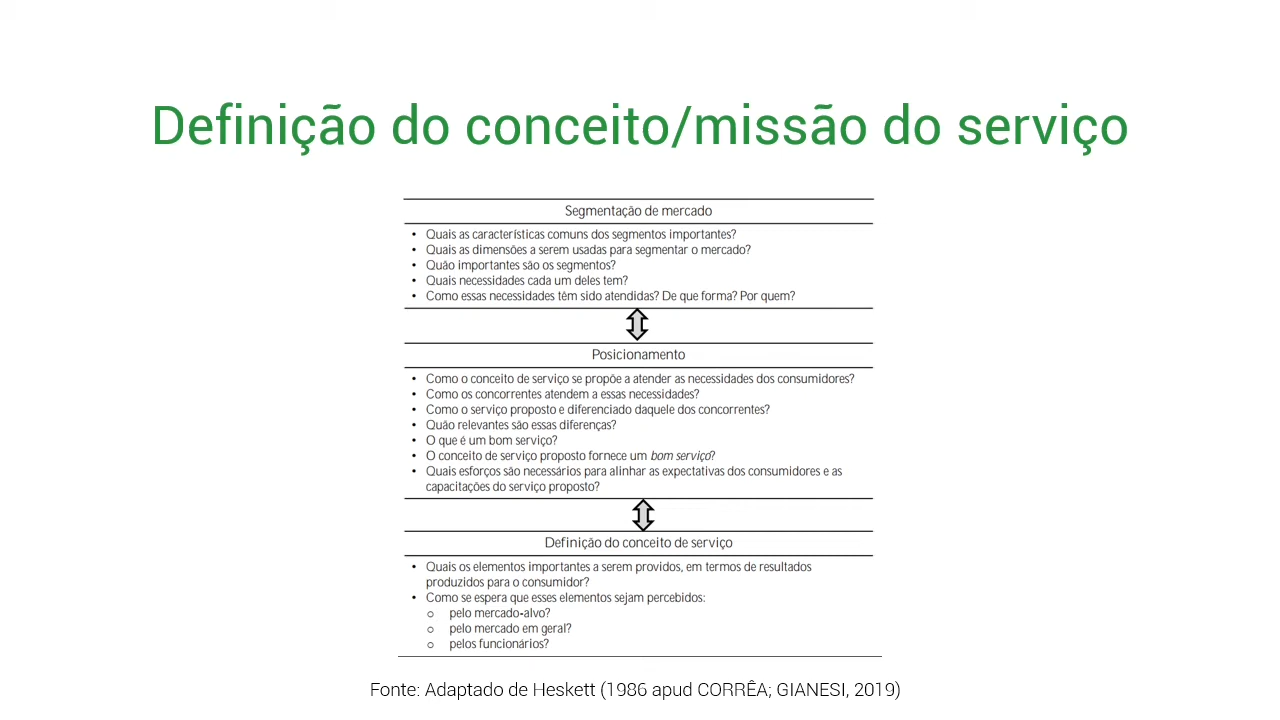 Definição do conceito/missão do serviço
Segmentação de mercado
• Quais as características comuns dos segmentos importantes?
• Quais as dimensões a serem usadas para segmentar o mercado?
• Quão importantes são os segmentos?
• Quais necessidades cada um deles tem?
• Como essas necessidades têm sido atendidas? De que forma? Por quem?
Posicionamento
• Como o conceito de serviço se propõe a atender as necessidades dos consumidores?
• Como os concorrentes atendem a essas necessidades?
• Como o serviço proposto e diferenciado daquele dos concorrentes?
• Quão relevantes são essas diferenças?
• O que é um bom serviço?
• O conceito de serviço proposto fornece um bom serviço?
• Quais esforços são necessários para alinhar as expectativas dos consumidores e as
capacitações do serviço proposto?
Definição do conceito de serviço
• Quais os elementos importantes a serem providos, em termos de resultados
produzidos para o consumidor?
• Como se espera que esses elementos sejam percebidos:
o pelo mercado-alvo?
o pelo mercado em geral?
o pelos funcionários?
Fonte: Adaptado de Heskett (1986 apud CORRÊA; GIANESI, 2019)